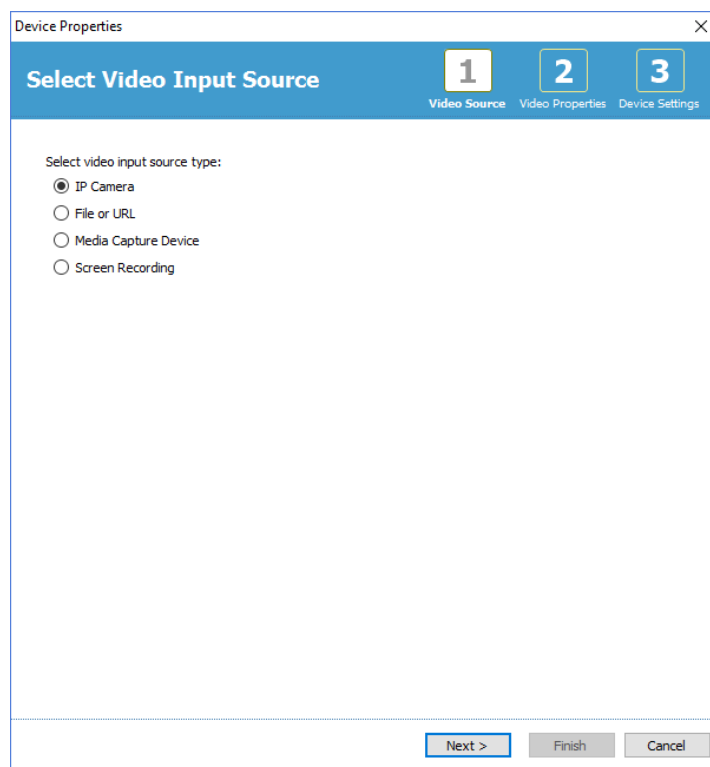 Device Properties
Select Video Input Source
1 2 3
Video Source Video Properties Device Settings
Select video input source type:
IP Camera
File or URL
Media Capture Device
Screen Recording
Next > Finish Cancel